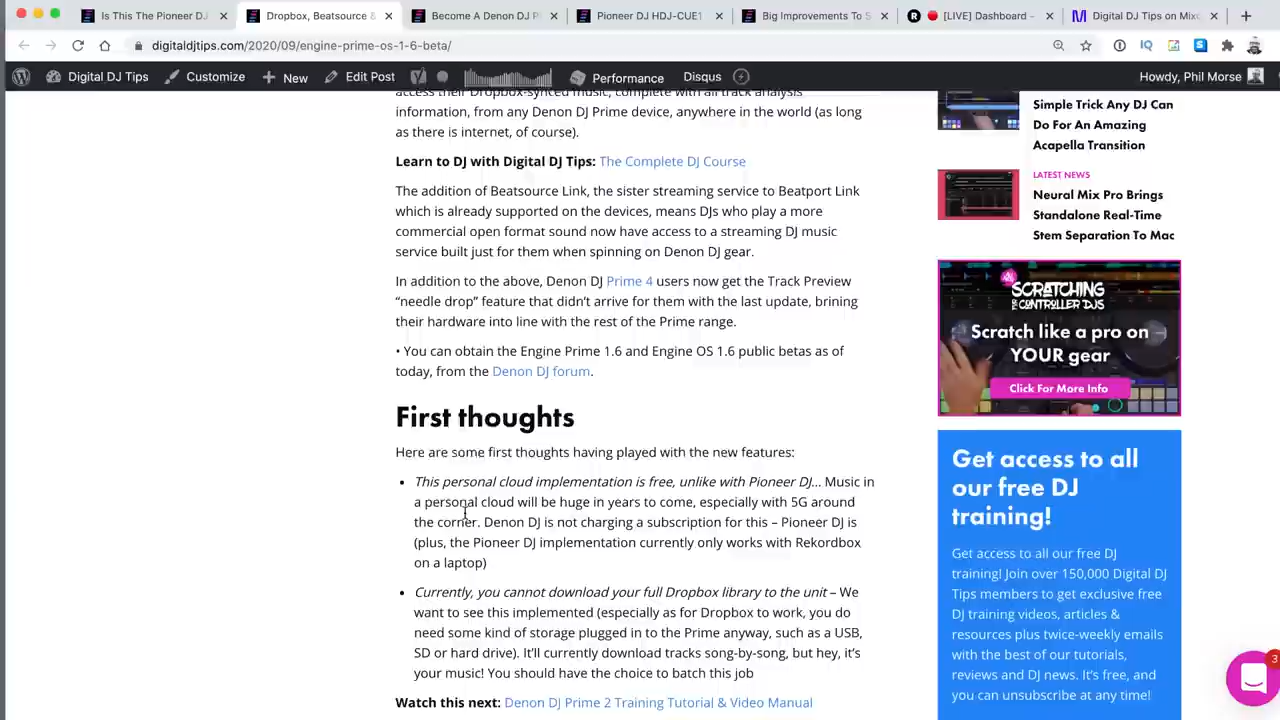 Is This The Pioneer DJ
Dropbox, Beatsource &
Become A Denon DJ P
Pioneer DJ HDJ-CUE1
Big Improvements To S
[LIVE] Dashboard -
Digital DJ Tips on Mixc
digitaldjtips.com/2020/09/engine-prime-os-1-6-beta/
Digital DJ Tips
Customize
New
Edit Post
Performance
Disqus
Howdy, Phil Morse
access their Dropbox-synced music, complete with all track analysis
information, from any Denon DJ Prime device, anywhere in the world (as long
as there is internet, of course).
Learn to DJ with Digital DJ Tips: The Complete DJ Course
The addition of Beatsource Link, the sister streaming service to Beatport Link
which is already supported on the devices, means DJs who play a more
commercial open format sound now have access to a streaming DJ music
service built just for them when spinning on Denon DJ gear.
In addition to the above, Denon DJ Prime 4 users now get the Track Preview
“needle drop” feature that didn’t arrive for them with the last update, brining
their hardware into line with the rest of the Prime range.
• You can obtain the Engine Prime 1.6 and Engine OS 1.6 public betas as of
today, from the Denon DJ forum.
First thoughts
Here are some first thoughts having played with the new features:
• This personal cloud implementation is free, unlike with Pioneer DJ... Music in
a personal cloud will be huge in years to come, especially with 5G around
the corner. Denon DJ is not charging a subscription for this – Pioneer DJ is
(plus, the Pioneer DJ implementation currently only works with Rekordbox
on a laptop)
• Currently, you cannot download your full Dropbox library to the unit – We
want to see this implemented (especially as for Dropbox to work, you do
need some kind of storage plugged in to the Prime anyway, such as a USB,
SD or hard drive). It’ll currently download tracks song-by-song, but hey, it’s
your music! You should have the choice to batch this job
Watch this next: Denon DJ Prime 2 Training Tutorial & Video Manual
Simple Trick Any DJ Can
Do For An Amazing
Acapella Transition
LATEST NEWS
Neural Mix Pro Brings
Standalone Real-Time
Stem Separation To Mac
SCRATCHING
FOR CONTROLLER DJS
Scratch like a pro on
YOUR gear
Click For More Info
Get access to all
our free DJ
training!
Get access to all our free DJ
training! Join over 150,000 Digital DJ
Tips members to get exclusive free
DJ training videos, articles &
resources plus twice-weekly emails
with the best of our tutorials,
reviews and DJ news. It’s free, and
you can unsubscribe at any time!
3